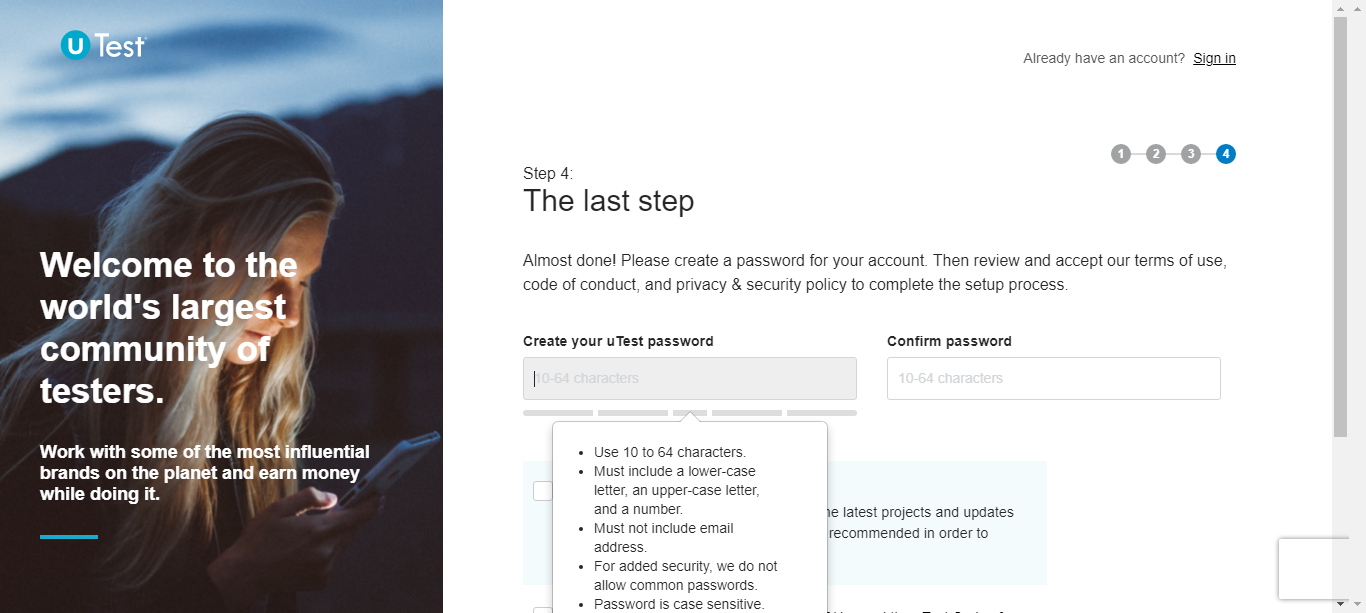 uTest
Already have an account? Sign in
1 2 3 4
Step 4:
The last step
Welcome to the
world's largest
community of
testers.
Almost done! Please create a password for your account. Then review and accept our terms of use,
code of conduct, and privacy & security policy to complete the setup process.
Create your uTest password
Confirm password
10-64 characters
10-64 characters
Work with some of the most influential
brands on the planet and earn money
while doing it.
Use 10 to 64 characters.
Must include a lower-case
letter, an upper-case letter,
and a number.
Must not include email
address.
For added security, we do not
allow common passwords.
Password is case sensitive.
latest projects and updates
recommended in order to